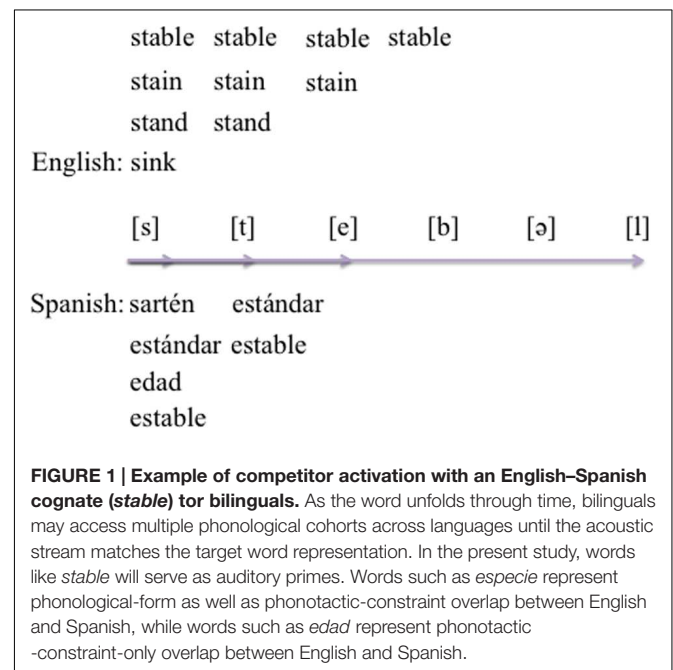 stable stable stable stable
stain stain stain
stand stand
English: sink
[s] [t] [e] [b] [ə] [l]
Spanish: sartén estándar
estándar estable
edad
estable
FIGURE 1 | Example of competitor activation with an English–Spanish
cognate (stable) tor bilinguals. As the word unfolds through time, bilinguals
may access multiple phonological cohorts across languages until the acoustic
stream matches the target word representation. In the present study, words
like stable will serve as auditory primes. Words such as especie represent
phonological-form as well as phonotactic-constraint overlap between English
and Spanish, while words such as edad represent phonotactic
-constraint-only overlap between English and Spanish.